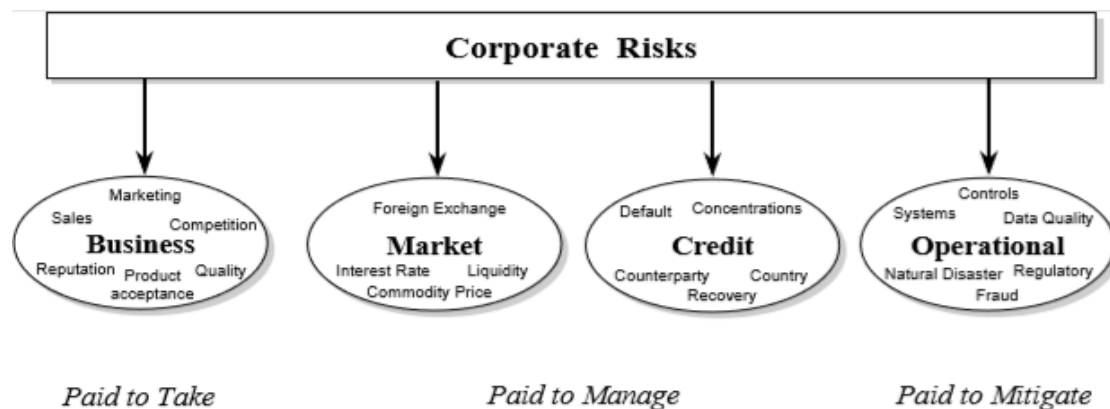 Corporate Risks
Marketing
Sales
Competition
Business
Reputation
Product
Quality
acceptance
Foreign Exchange
Market
Interest Rate
Liquidity
Commodity Price
Default
Concentrations
Credit
Counterparty
Country
Recovery
Controls
Systems
Data Quality
Operational
Natural Disaster
Regulatory
Fraud
Paid to Take
Paid to Manage
Paid to Mitigate